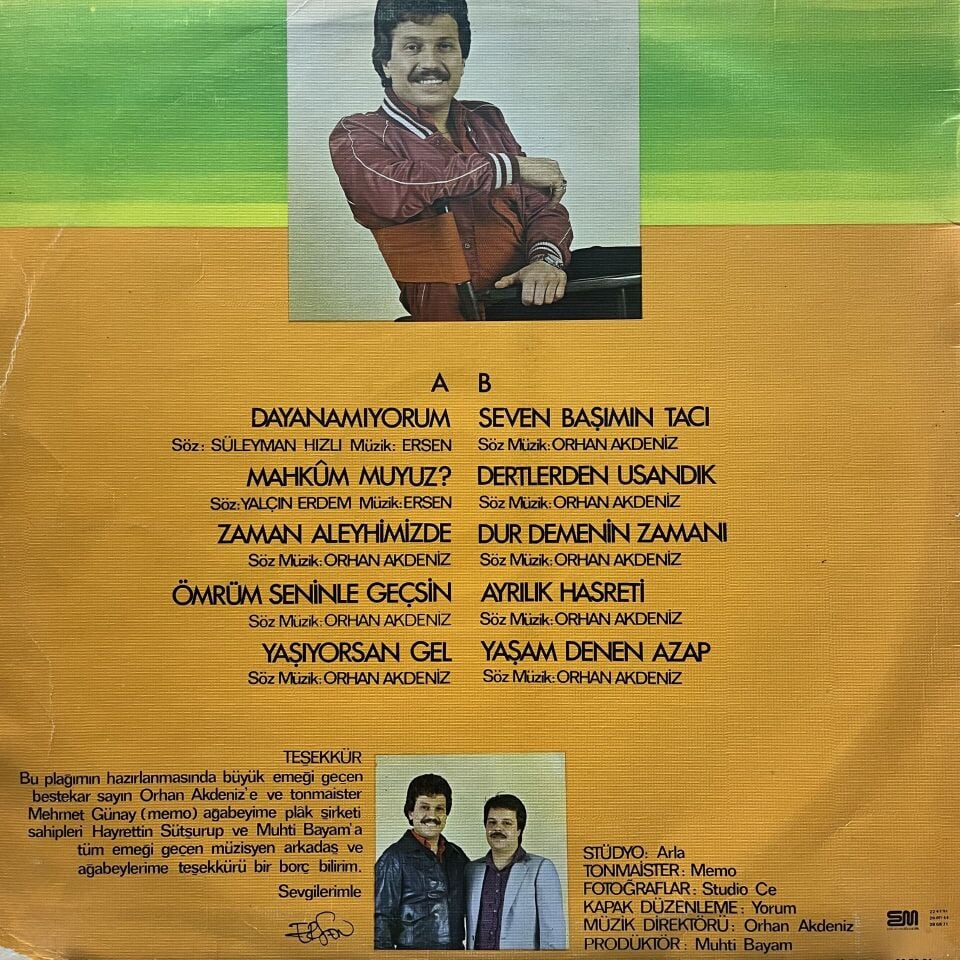 A B
DAYANAMIYORUM
Söz: SÜLEYMAN HIZLI Müzik: ERSEN
MAHKÛM MUYUZ?
Söz: YALÇIN ERDEM Müzik: ERSEN
ZAMAN ALEYHİMİZDE
Söz Müzik: ORHAN AKDENİZ
ÖMRÜM SENİNLE GEÇSİN
Söz Müzik: ORHAN AKDENİZ
YAŞIYORSAN GEL
Söz Müzik: ORHAN AKDENİZ
SEVEN BAŞIMIN TACI
Söz Müzik: ORHAN AKDENİZ
DERTLERDEN USANDIK
Söz Müzik: ORHAN AKDENİZ
DUR DEMENİN ZAMANI
Söz Müzik: ORHAN AKDENİZ
AYRILIK HASRETİ
Söz Müzik: ORHAN AKDENİZ
YAŞAM DENEN AZAP
Söz Müzik: ORHAN AKDENİZ
TEŞEKKÜR
Bu plağımın hazırlanmasında büyük emeği geçen
bestekar sayın Orhan Akdeniz'e ve tonmaister
Mehmet Günay (memo) ağabeyime plâk şirketi
sahipleri Hayrettin Sütşurup ve Muhti Bayam'a
tüm emeği geçen müzisyen arkadaş ve
ağabeylerime teşekkürü bir borç bilirim.
Sevgilerimle
Ersen
STÜDYO: Arla
TONMAİSTER: Memo
FOTOĞRAFLAR: Studio Çe
KAPAK DÜZENLEME: Yorum
MÜZİK DİREKTÖRÜ: Orhan Akdeniz
PRODÜKTÖR: Muhti Bayam
SM